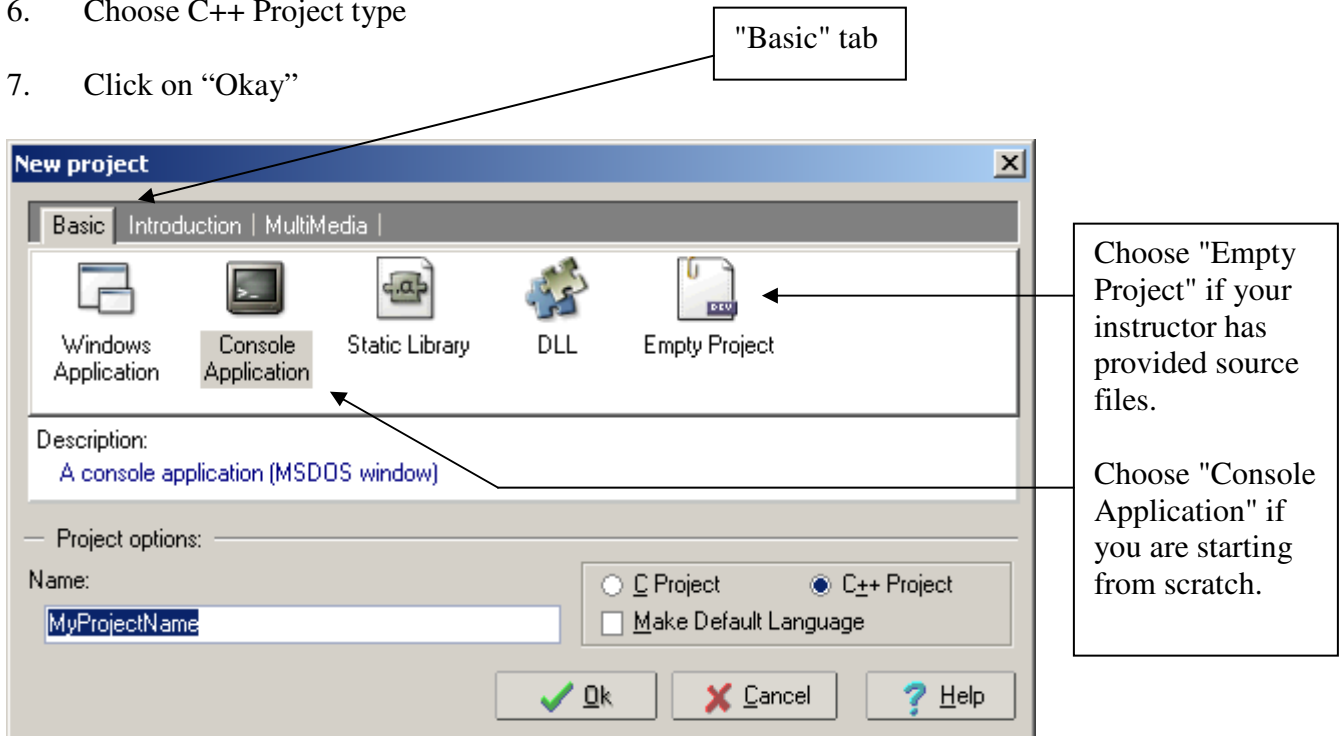 6. Choose C++ Project type
"Basic" tab
7. Click on “Okay”
New project
Basic Introduction | MultiMedia |
Windows
Application
Console
Application
Static Library
DLL
Empty Project
DEV
.a
>_
Choose "Empty
Project" if your
instructor has
provided source
files.
Choose "Console
Application" if
you are starting
from scratch.
Description:
A console application (MSDOS window)
Project options:
Name:
MyProjectName
C Project
C++ Project
Make Default Language
Ok
Cancel
? Help